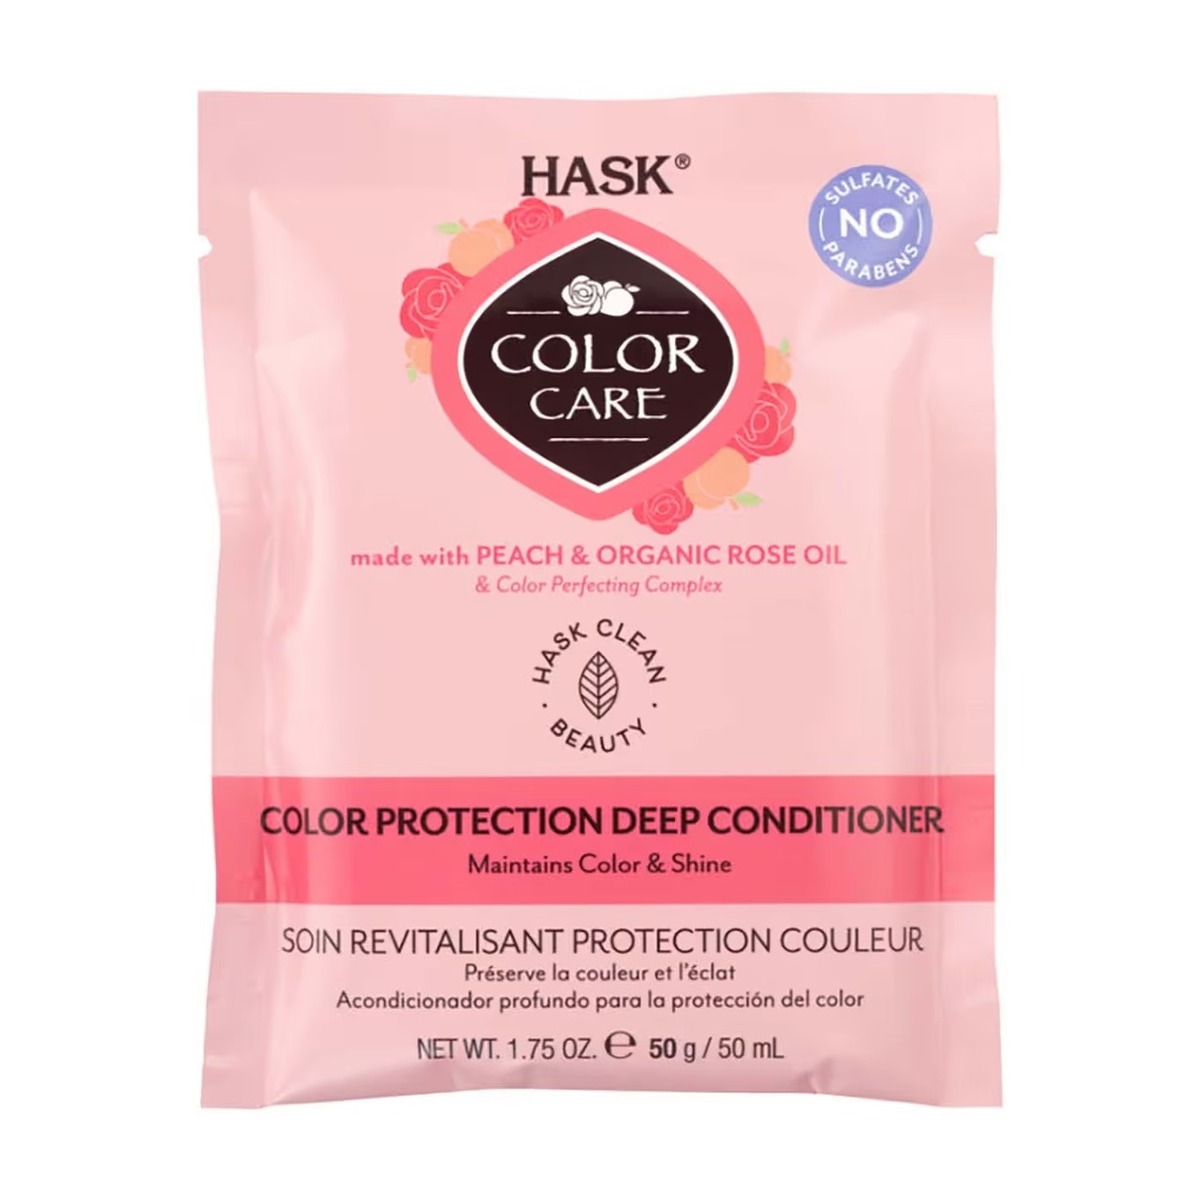 HASK®
SULFATES
NO
PARABENS
COLOR
CARE
made with PEACH & ORGANIC ROSE OIL
& Color Perfecting Complex
HASK CLEAN
· BEAUTY ·
COLOR PROTECTION DEEP CONDITIONER
Maintains Color & Shine
SOIN REVITALISANT PROTECTION COULEUR
Préserve la couleur et l'éclat
Acondicionador profundo para la protección del color
NET WT. 1.75 OZ. ℮ 50 g / 50 mL